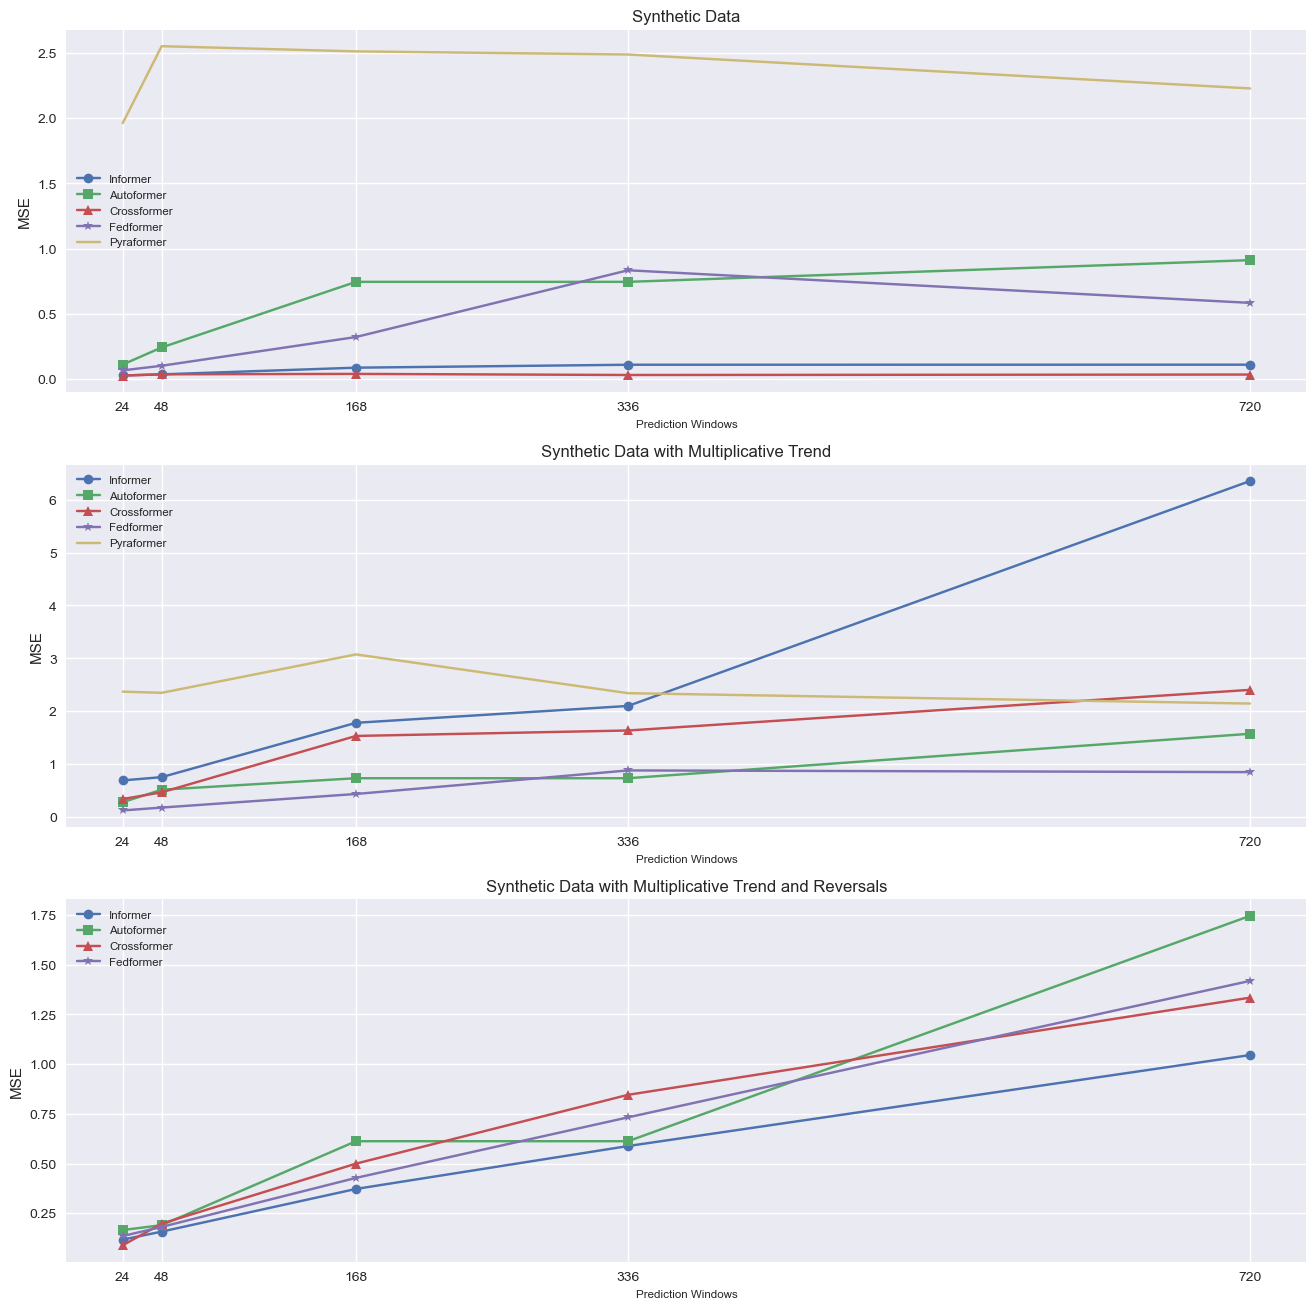 Synthetic Data
2.5
2.0
1.5
1.0
0.5
0.0
MSE
Informer
Autoformer
Crossformer
Fedformer
Pyraformer
24 48 168 336 720
Prediction Windows
Synthetic Data with Multiplicative Trend
6
5
4
3
2
1
0
MSE
Informer
Autoformer
Crossformer
Fedformer
Pyraformer
24 48 168 336 720
Prediction Windows
Synthetic Data with Multiplicative Trend and Reversals
1.75
1.50
1.25
1.00
0.75
0.50
0.25
MSE
Informer
Autoformer
Crossformer
Fedformer
24 48 168 336 720
Prediction Windows